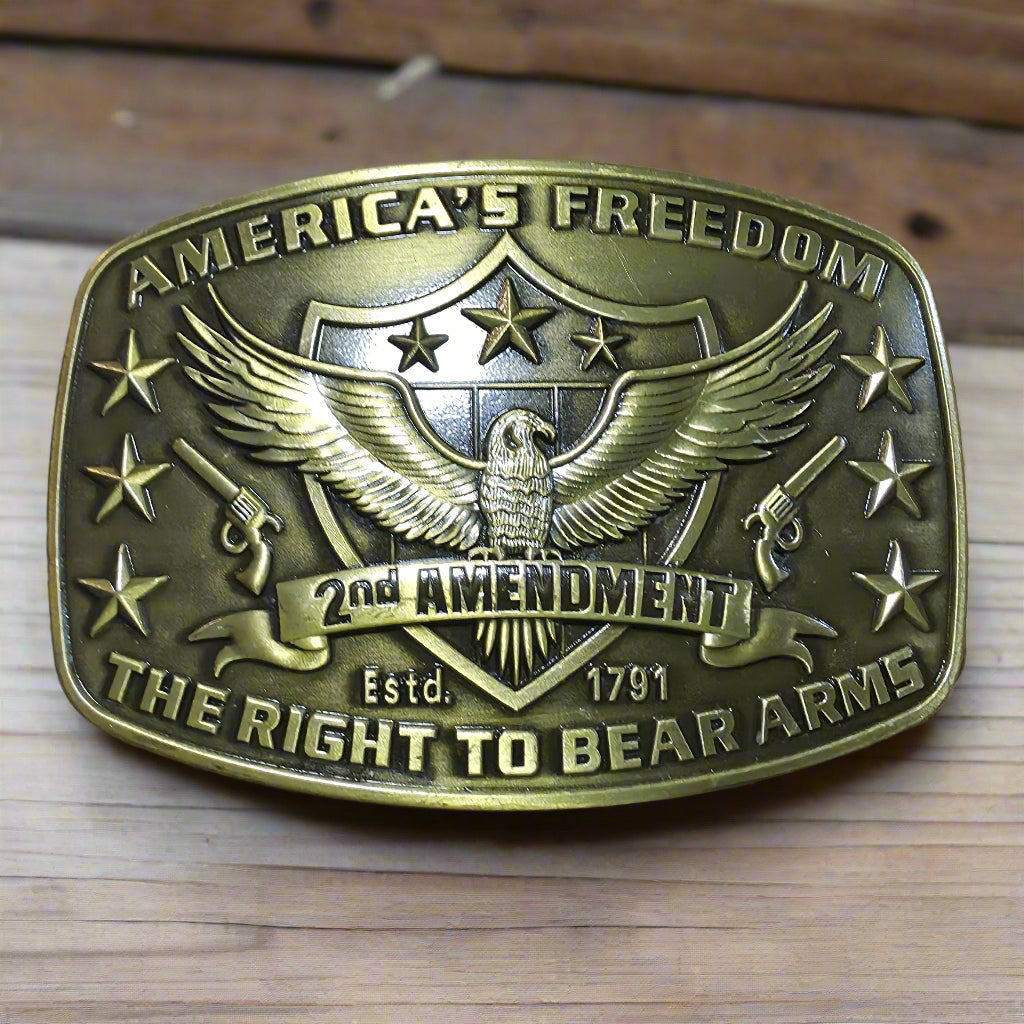 AMERICA'S FREEDOM
2nd AMENDMENT
Estd. 1791
THE RIGHT TO BEAR ARMS